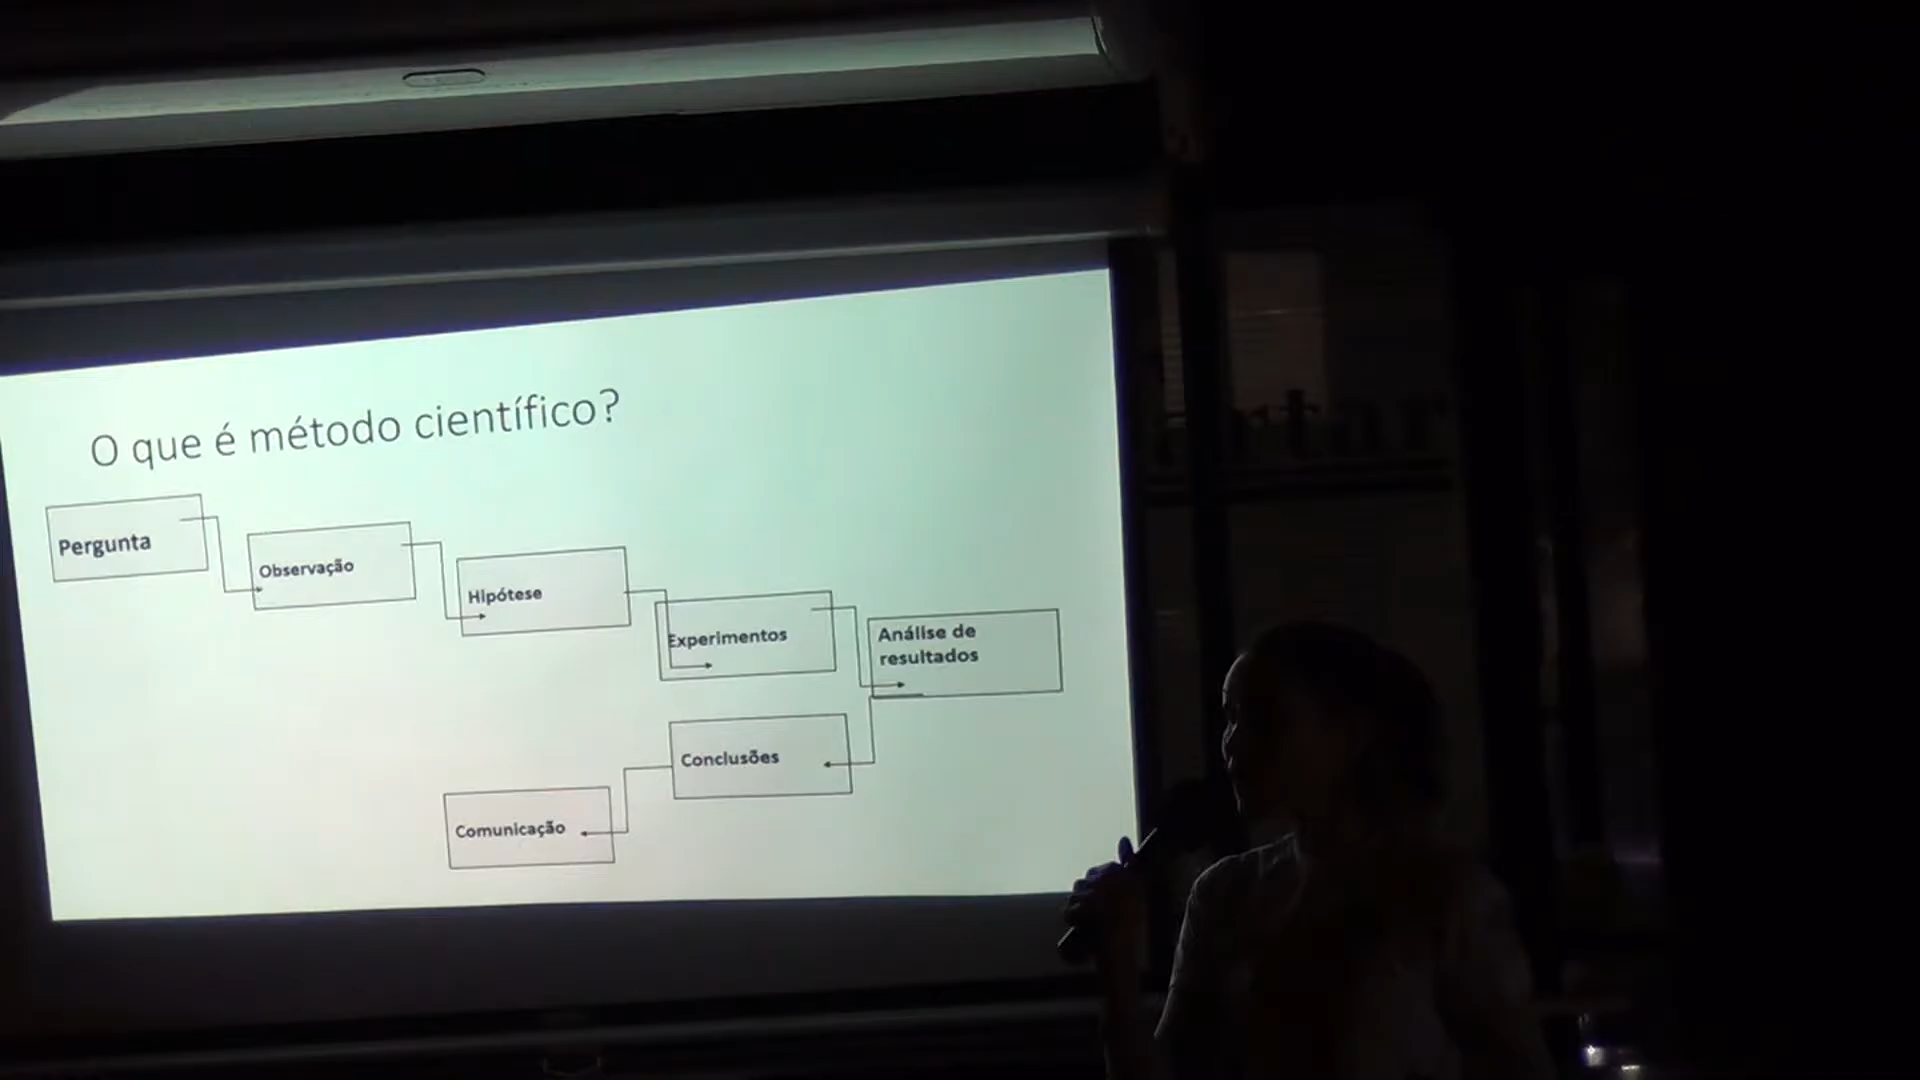 O que é método científico?
Pergunta
Observação
Hipótese
Experimentos
Análise de
resultados
Conclusões
Comunicação